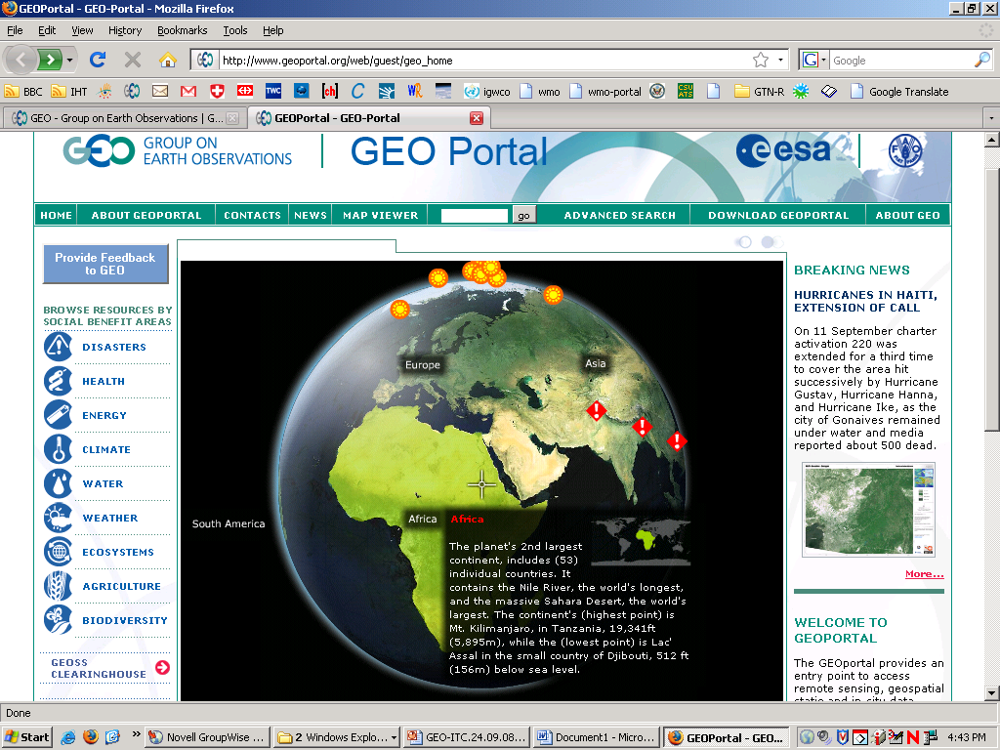 GEOPortal - GEO-Portal - Mozilla Firefox
File Edit View History Bookmarks Tools Help
http://www.geoportal.org/web/guest/geo_home
G Google
BBC IHT TWC [ch] C WR igwco wmo wmo-portal CSU ATS GTN-R Google Translate
GEO - Group on Earth Observations | G...
GEOPortal - GEO-Portal
GEO GROUP ON
EARTH OBSERVATIONS
GEO Portal
esa
FAO
HOME ABOUT GEOPORTAL CONTACTS NEWS MAP VIEWER go ADVANCED SEARCH DOWNLOAD GEOPORTAL ABOUT GEO
Provide Feedback
to GEO
BROWSE RESOURCES BY
SOCIAL BENEFIT AREAS
DISASTERS
HEALTH
ENERGY
CLIMATE
WATER
WEATHER
ECOSYSTEMS
AGRICULTURE
BIODIVERSITY
GEOSS
CLEARINGHOUSE
Europe
Asia
South America
Africa
Africa
The planet's 2nd largest
continent, includes (53)
individual countries. It
contains the Nile River, the world's longest,
and the massive Sahara Desert, the world's
largest. The continent's (highest point) is
Mt. Kilimanjaro, in Tanzania, 19,341ft
(5,895m), while the (lowest point) is Lac'
Assal in the small country of Djibouti, 512 ft
(156m) below sea level.
BREAKING NEWS
HURRICANES IN HAITI,
EXTENSION OF CALL
On 11 September charter
activation 220 was
extended for a third time
to cover the area hit
successively by Hurricane
Gustav, Hurricane Hanna,
and Hurricane Ike, as the
city of Gonaives remained
under water and media
reported about 500 dead.
More...
WELCOME TO
GEOPORTAL
The GEOportal provides an
entry point to access
remote sensing, geospatial
static and in-situ data
Done
Start
»
Novell GroupWise ...
2 Windows Explo...
GEO-ITC.24.09.08...
Document1 - Micro...
GEOPortal - GEO...
4:43 PM